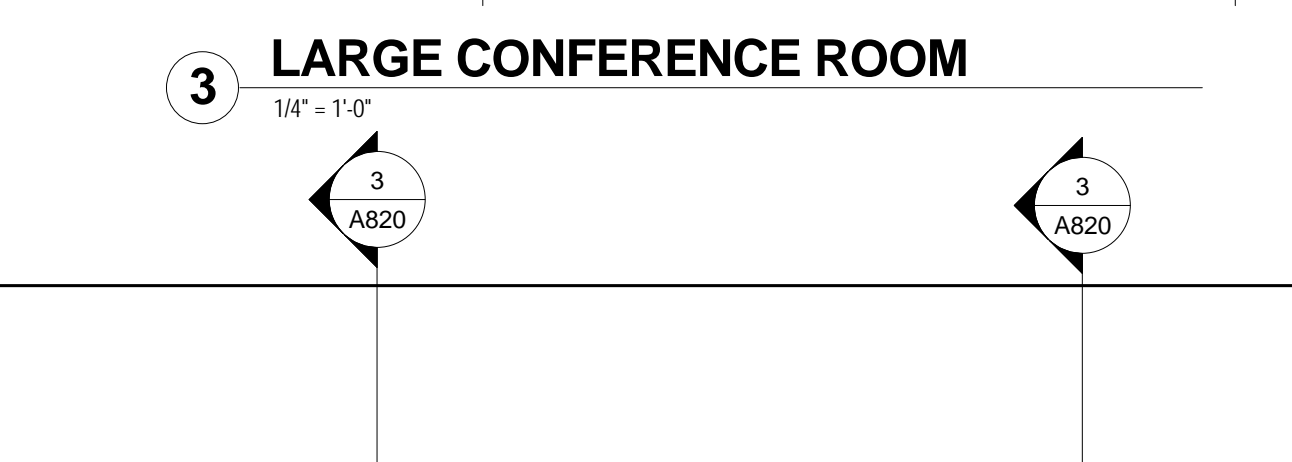 3
LARGE CONFERENCE ROOM
1/4" = 1'-0"
3
A820
3
A820